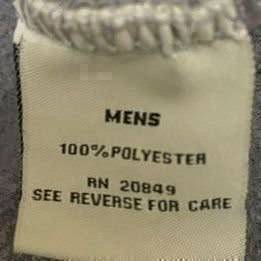 MENS
100%POLYESTER
RN 20849
SEE REVERSE FOR CARE